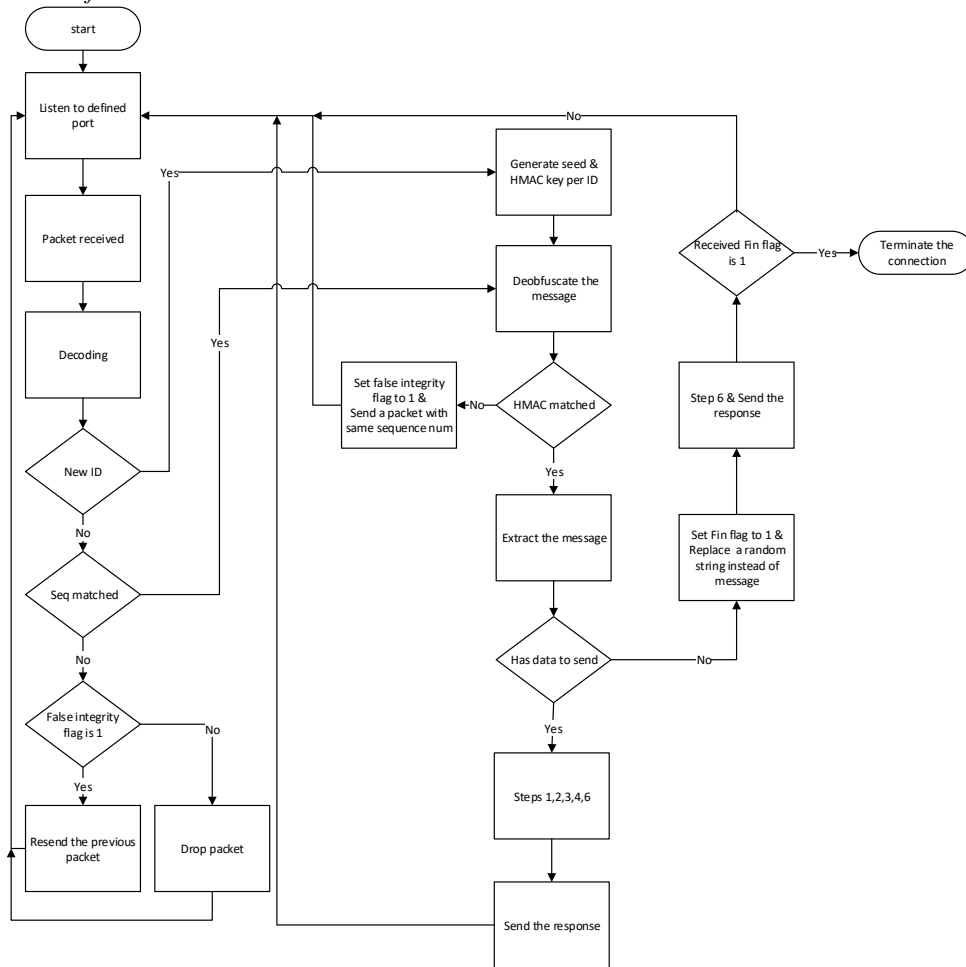 start
Listen to defined
port
Packet received
Decoding
New ID
Yes
No
Seq matched
Yes
No
False integrity
flag is 1
No
Yes
Resend the previous
packet
Drop packet
No
Generate seed &
HMAC key per ID
Deobfuscate the
message
HMAC matched
No
Set false integrity
flag to 1 &
Send a packet with
same sequence num
Yes
Extract the message
Has data to send
No
Yes
Steps 1,2,3,4,6
Send the response
Set Fin flag to 1 &
Replace a random
string instead of
message
Step 6 & Send the
response
Received Fin flag
is 1
Yes
Terminate the
connection